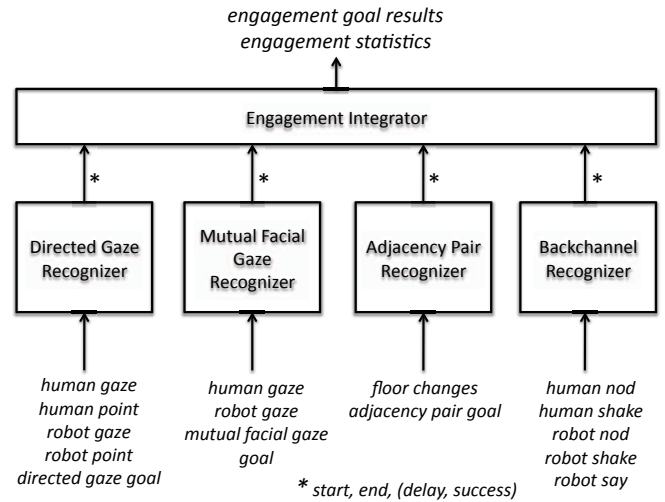 engagement goal results
engagement statistics
Engagement Integrator
*
*
*
*
Directed Gaze
Recognizer
Mutual Facial
Gaze
Recognizer
Adjacency Pair
Recognizer
Backchannel
Recognizer
human gaze
human point
robot gaze
robot point
directed gaze goal
human gaze
robot gaze
mutual facial gaze
goal
floor changes
adjacency pair goal
human nod
human shake
robot nod
robot shake
robot say
* start, end, (delay, success)